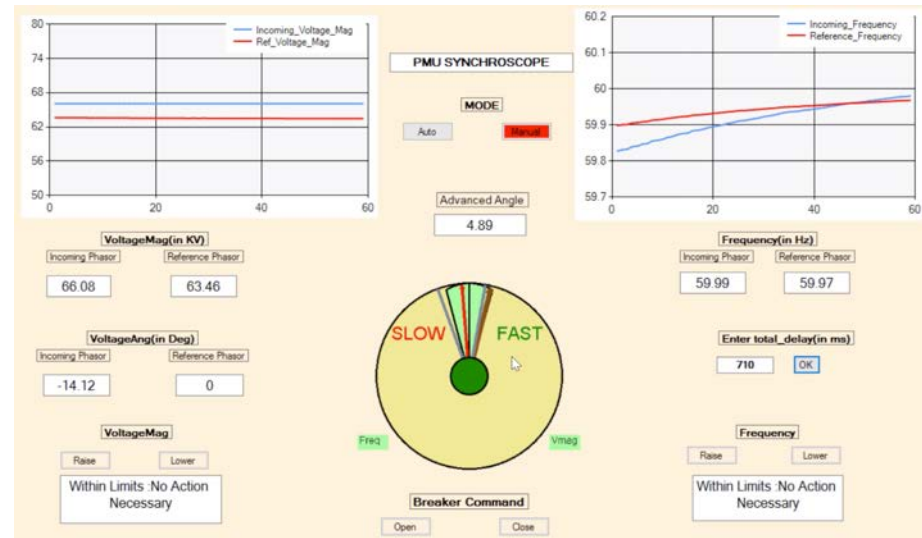 80
74
68
62
56
50
0
20
40
60
Incoming_Voltage_Mag
Ref_Voltage_Mag
PMU SYNCHROSCOPE
MODE
Auto
Manual
60.2
60.1
60
59.9
59.8
59.7
0
20
40
60
Incoming_Frequency
Reference_Frequency
Advanced Angle
4.89
VoltageMag(in KV)
Incoming Phasor
Reference Phasor
66.08
63.46
VoltageAng(in Deg)
Incoming Phasor
Reference Phasor
-14.12
0
VoltageMag
Raise
Lower
Within Limits :No Action
Necessary
SLOW
FAST
Freq
Vmag
Breaker Command
Open
Close
Frequency(in Hz)
Incoming Phasor
Reference Phasor
59.99
59.97
Enter total_delay(in ms)
710
OK
Frequency
Raise
Lower
Within Limits :No Action
Necessary